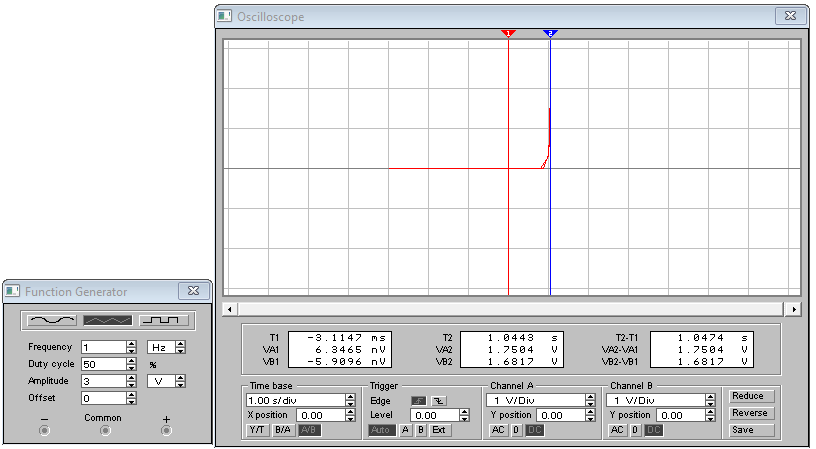 Oscilloscope
1
2
T1 -3.1147 ms T2 1.0443 s T2-T1 1.0474 s
VA1 6.3465 nV VA2 1.7504 V VA2-VA1 1.7504 V
VB1 -5.9096 nV VB2 1.6817 V VB2-VB1 1.6817 V
Time base Trigger Channel A Channel B
1.00 s/div Edge 1 V/Div 1 V/Div Reduce
X position 0.00 Level 0.00 Y position 0.00 Y position 0.00 Reverse
Y/T B/A A/B Auto A B Ext AC 0 DC AC 0 DC Save
Function Generator
Frequency 1 Hz
Duty cycle 50 %
Amplitude 3 V
Offset 0
− Common +